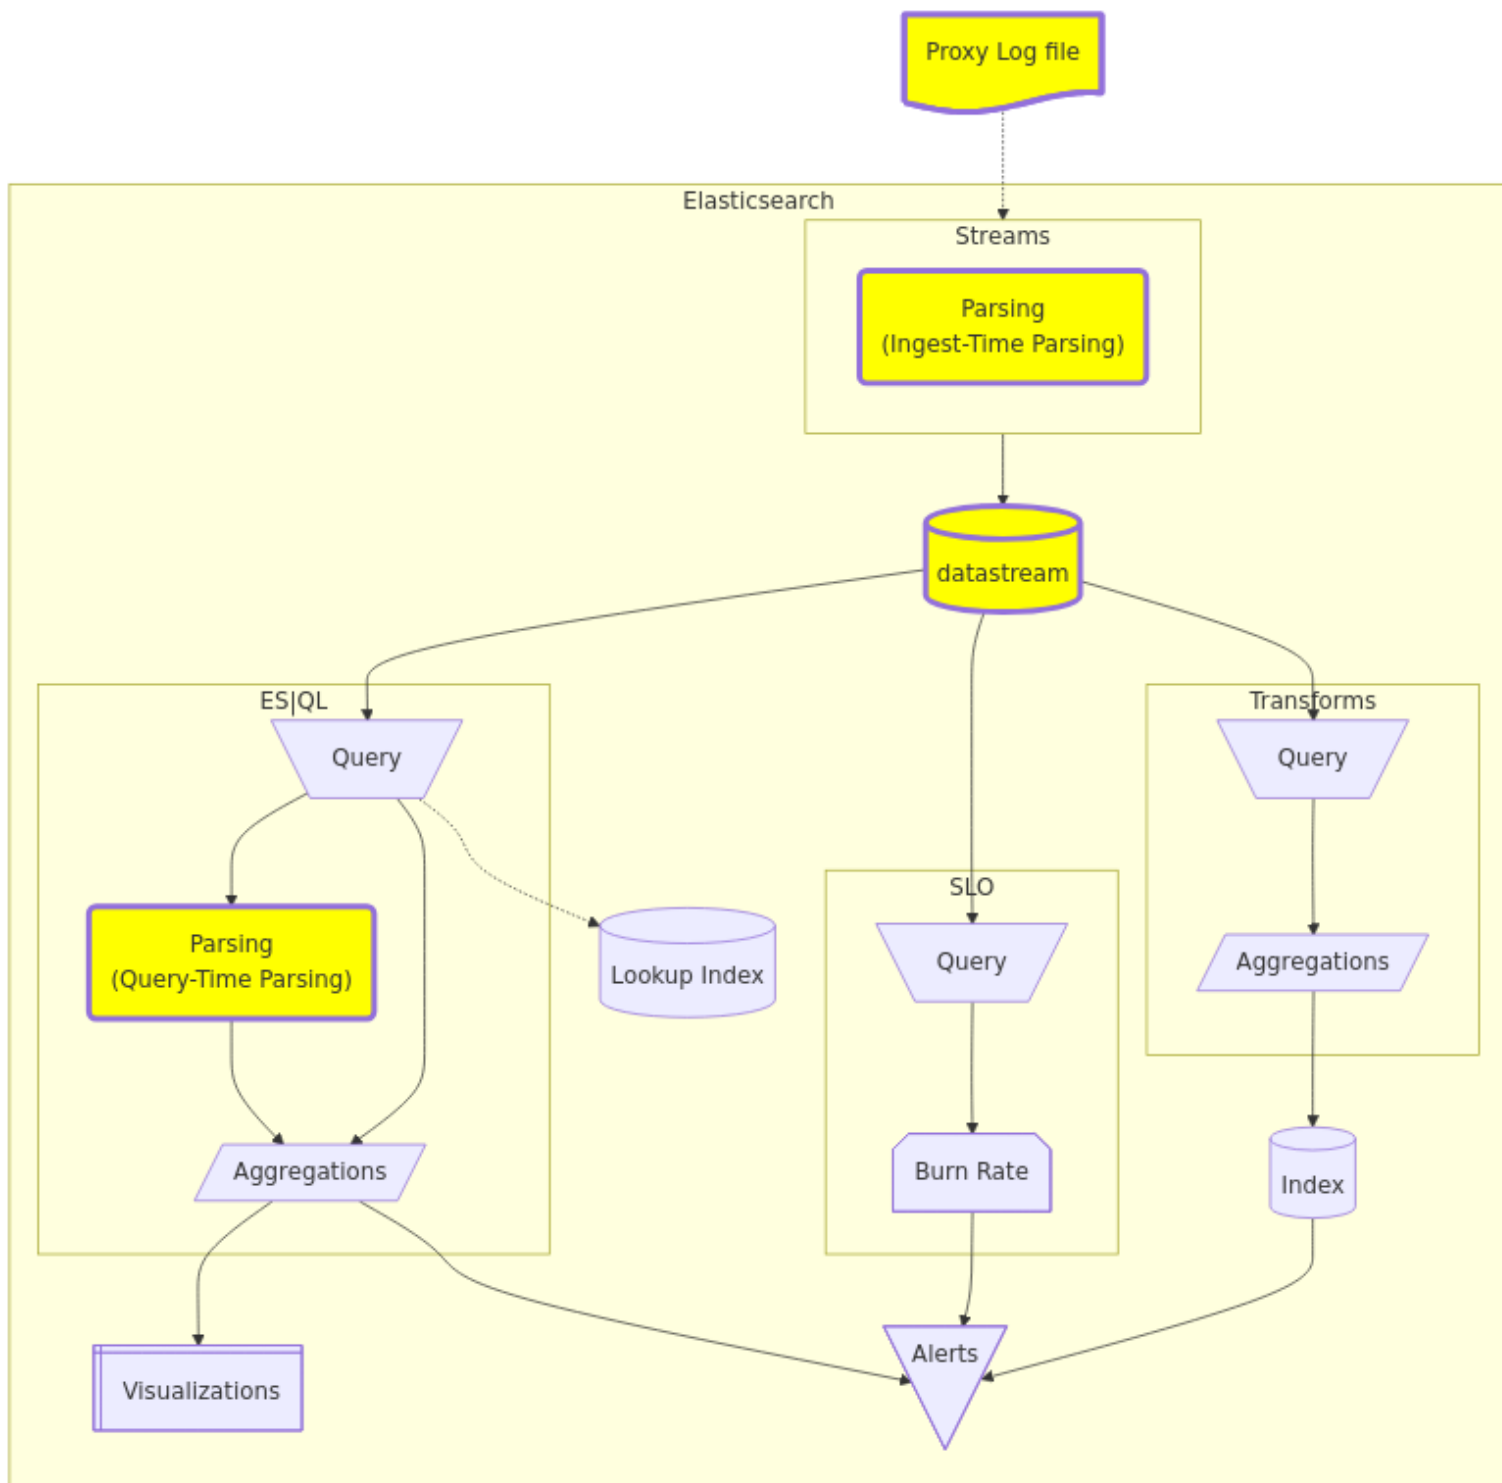 Proxy Log file
Elasticsearch
Streams
Parsing
(Ingest-Time Parsing)
datastream
ES|QL
Query
Transforms
Query
SLO
Parsing
(Query-Time Parsing)
Lookup Index
Query
Aggregations
Aggregations
Burn Rate
Index
Alerts
Visualizations